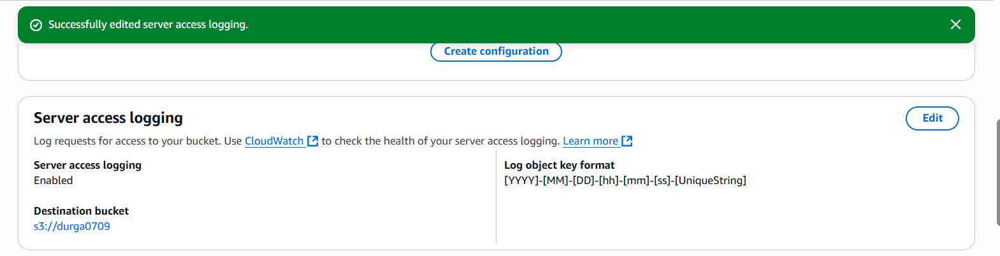 Successfully edited server access logging.
Create configuration
Server access logging
Edit
Log requests for access to your bucket. Use CloudWatch to check the health of your server access logging. Learn more
Server access logging
Enabled
Log object key format
[YYYY]-[MM]-[DD]-[hh]-[mm]-[ss]-[UniqueString]
Destination bucket
s3://durga0709